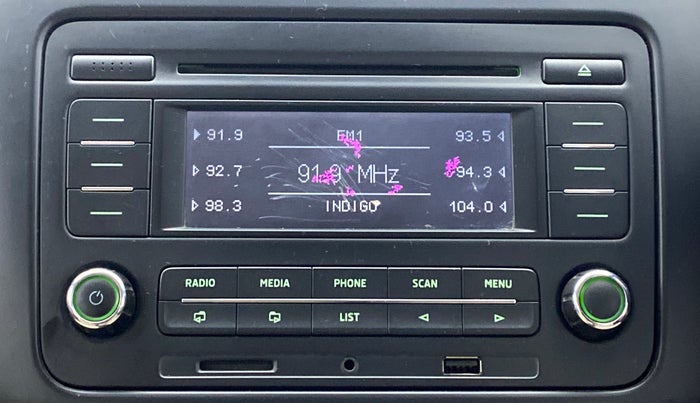 91.9 FM1 93.5
92.7 91.9 MHz 94.3
98.3 INDIGO 104.0
RADIO MEDIA PHONE SCAN MENU
LIST